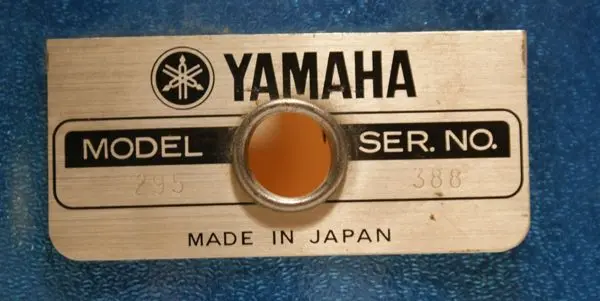 YAMAHA
MODEL SER. NO.
295 388
MADE IN JAPAN